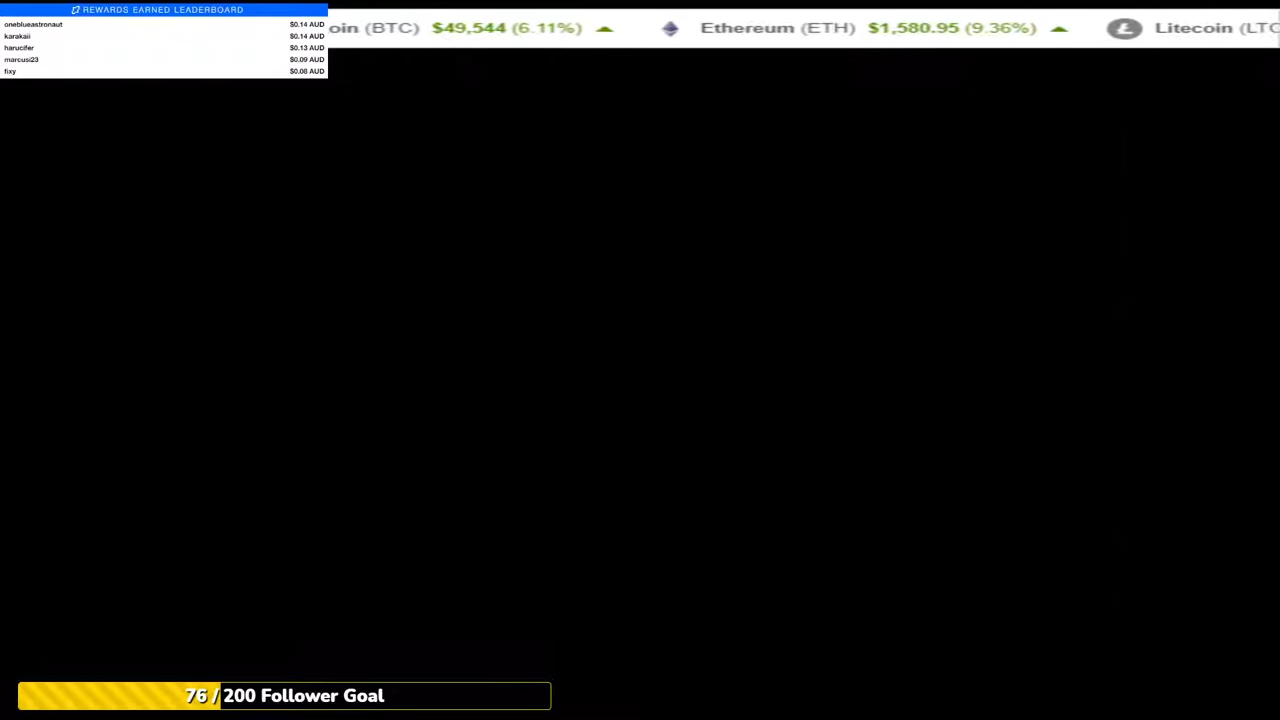 REWARDS EARNED LEADERBOARD
oneblueastronaut $0.14 AUD
karakaii $0.14 AUD
harucifer $0.13 AUD
marcusi23 $0.09 AUD
fixy $0.08 AUD
oin (BTC) $49,544 (6.11%) Ethereum (ETH) $1,580.95 (9.36%) Litecoin (LTC
76 / 200 Follower Goal